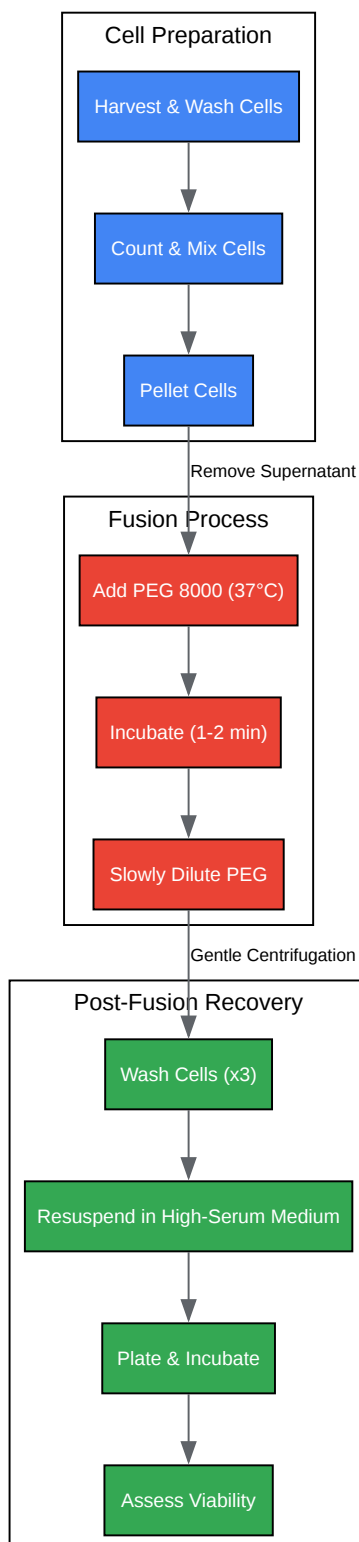 Cell Preparation
Harvest & Wash Cells
Count & Mix Cells
Pellet Cells
Remove Supernatant
Fusion Process
Add PEG 8000 (37°C)
Incubate (1-2 min)
Slowly Dilute PEG
Gentle Centrifugation
Post-Fusion Recovery
Wash Cells (x3)
Resuspend in High-Serum Medium
Plate & Incubate
Assess Viability